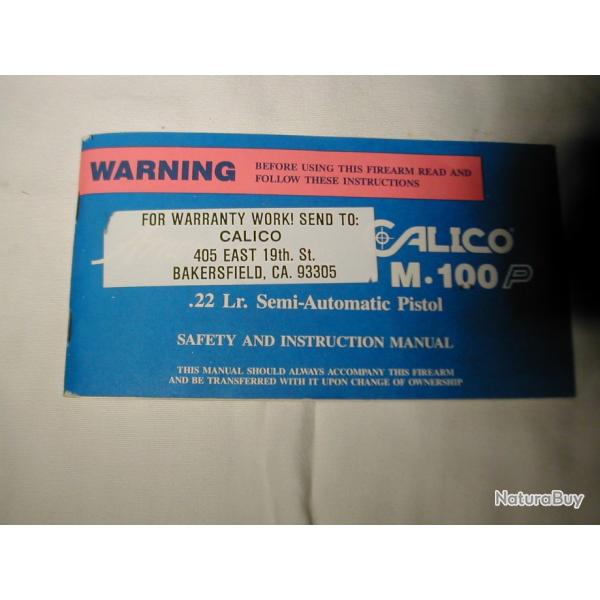 WARNING
BEFORE USING THIS FIREARM READ AND
FOLLOW THESE INSTRUCTIONS
FOR WARRANTY WORK! SEND TO:
CALICO
405 EAST 19th. St.
BAKERSFIELD, CA. 93305
CALICO
M·100 P
.22 Lr. Semi-Automatic Pistol
SAFETY AND INSTRUCTION MANUAL
THIS MANUAL SHOULD ALWAYS ACCOMPANY THIS FIREARM
AND BE TRANSFERRED WITH IT UPON CHANGE OF OWNERSHIP
NaturaBuy